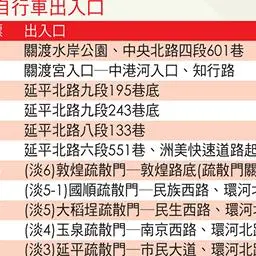 自行車出入口
出入口
關渡水岸公園、中央北路四段601巷
關渡宮入口─中港河入口、知行路
延平北路九段195巷底
延平北路九段243巷底
延平北路八段133巷
延平北路六段551巷、洲美快速道路起
(淡6)敦煌疏散門─敦煌路底(疏散門關
(淡5-1)國順疏散門─民族西路、環河北
(淡5)大稻埕疏散門─民生西路、環河
(淡4)玉泉疏散門─南京西路、環河北
(淡3)延平疏散門─市民大道、環河北